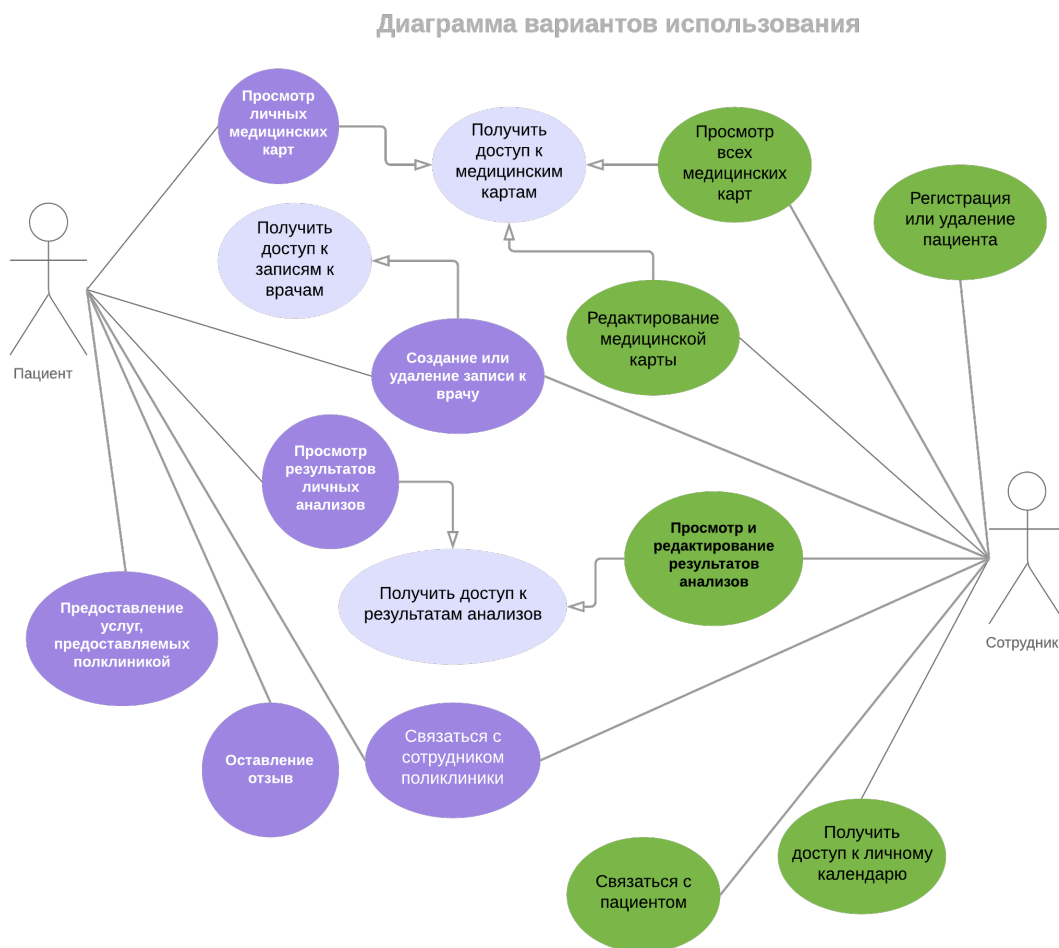 Диаграмма вариантов использования
Просмотр
личных
медицинских
карт
Получить
доступ к
медицинским
картам
Просмотр
всех
медицинских
карт
Регистрация
или удаление
пациента
Получить
доступ к
записям к
врачам
Пациент
Редактирование
медицинской
карты
Создание или
удаление записи к
врачу
Просмотр
результатов
личных
анализов
Просмотр и
редактирование
результатов
анализов
Получить доступ к
результатам анализов
Сотрудник
Предоставление
услуг,
предоставляемых
полклиникой
Оставление
отзыв
Связаться с
сотрудником
поликлиники
Получить
доступ к личному
календарю
Связаться с
пациентом